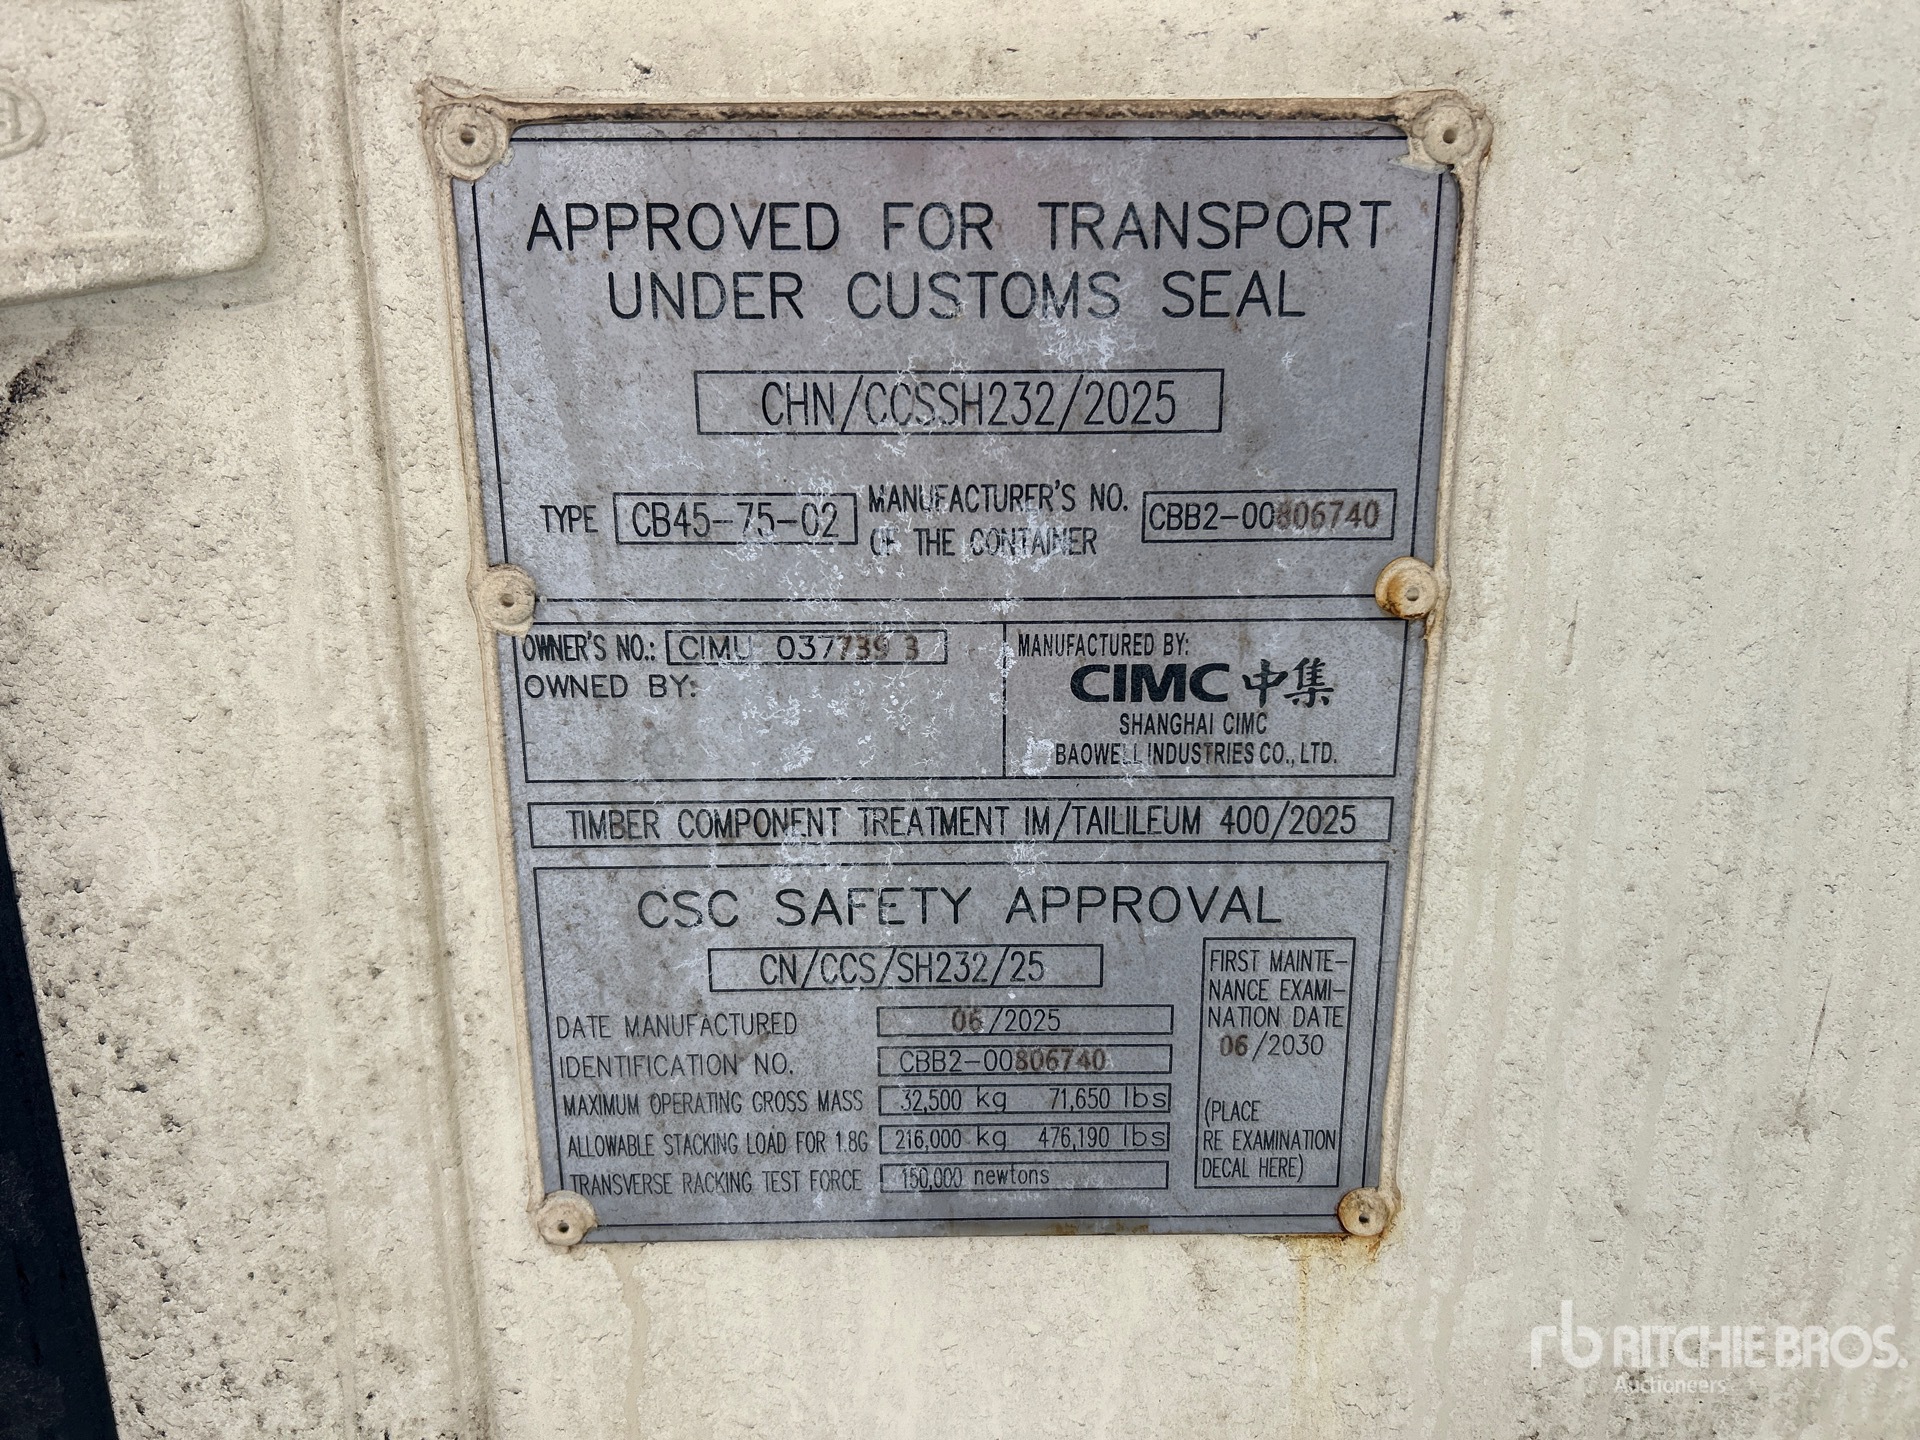 APPROVED FOR TRANSPORT
UNDER CUSTOMS SEAL
CHN/CCSSH232/2025
TYPE CB45-75-02
MANUFACTURER'S NO.
OF THE CONTAINER
CBB2-00806740
OWNER'S NO.: CIMU 037739 3
OWNED BY:
MANUFACTURED BY:
CIMC 中集
SHANGHAI CIMC
BAOWELL INDUSTRIES CO., LTD.
TIMBER COMPONENT TREATMENT IM/TAILILEUM 400/2025
CSC SAFETY APPROVAL
CN/CCS/SH232/25
DATE MANUFACTURED 06/2025
IDENTIFICATION NO. CBB2-00806740
MAXIMUM OPERATING GROSS MASS 32,500 kg 71,650 lbs
ALLOWABLE STACKING LOAD FOR 1.8G 216,000 kg 476,190 lbs
TRANSVERSE RACKING TEST FORCE 150,000 newtons
FIRST MAINTE-
NANCE EXAMI-
NATION DATE
06/2030
(PLACE
RE EXAMINATION
DECAL HERE)
rb RITCHIE BROS.
Auctioneers